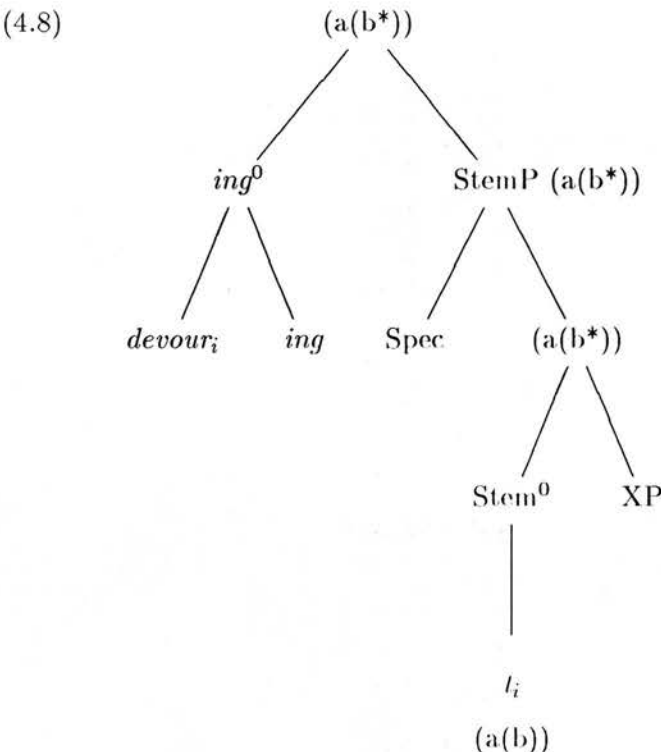 (4.8) (a(b*))
ing⁰ StemP (a(b*))
devourᵢ ing Spec (a(b*))
Stem⁰ XP
tᵢ
(a(b))